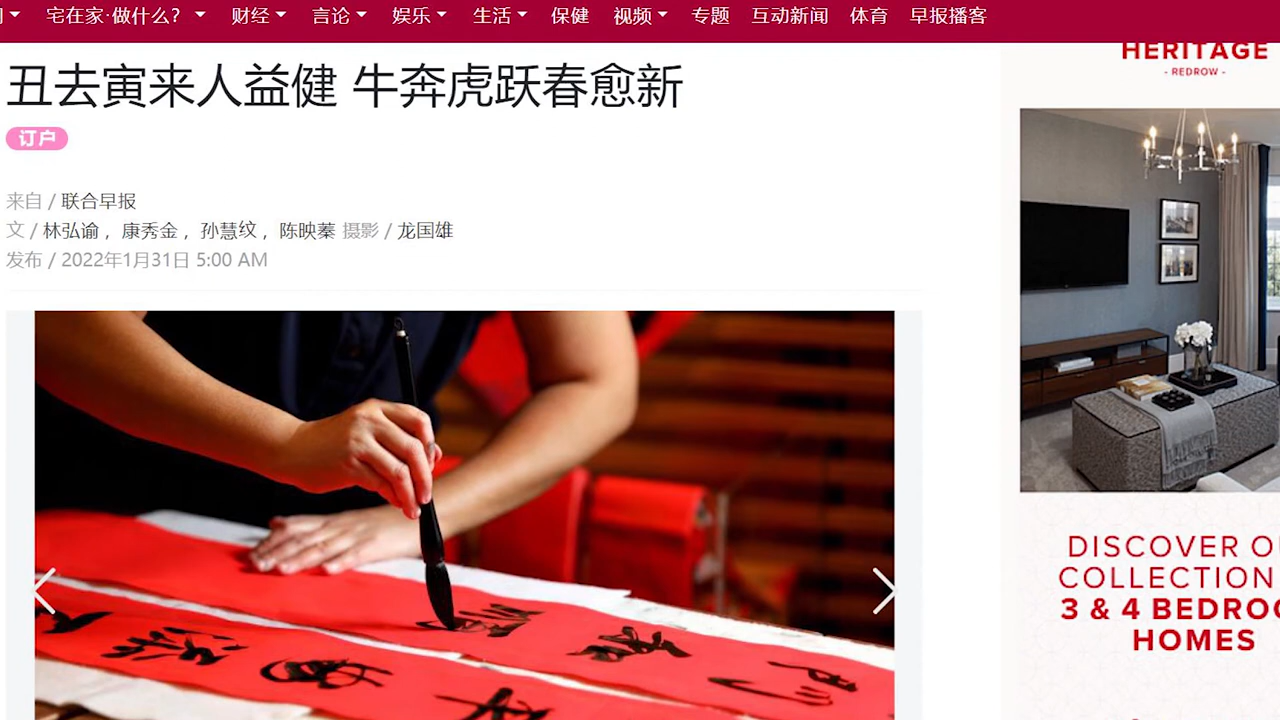 宅在家·做什么？ 财经 言论 娱乐 生活 保健 视频 专题 互动新闻 体育 早报播客
丑去寅来人益健 牛奔虎跃春愈新
订户
来自 / 联合早报
文 / 林弘谕 ，康秀金 ，孙慧纹 ，陈映蓁 摄影 / 龙国雄
发布 / 2022年1月31日 5:00 AM
HERITAGE
- REDROW -
DISCOVER
COLLECTION
3 & 4
HOMES